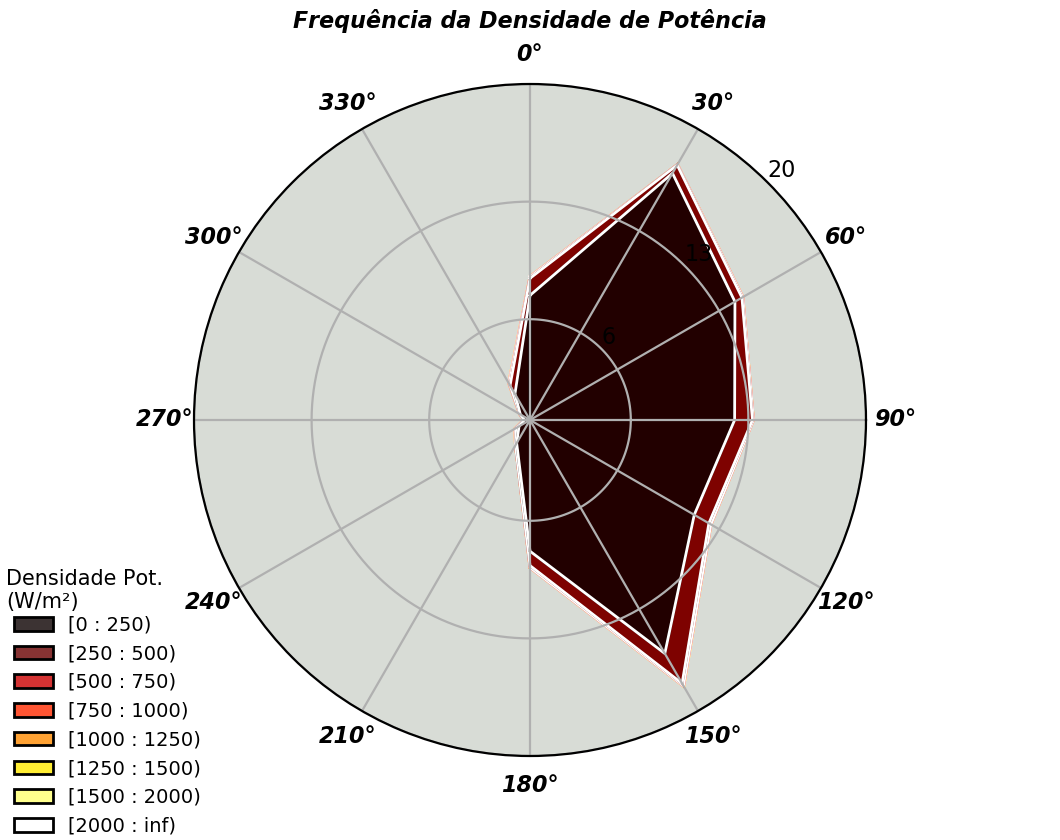 Frequência da Densidade de Potência
0°
330°
30°
20
300°
60°
13
6
270°
90°
240°
120°
210°
150°
180°
Densidade Pot.
(W/m²)
[0 : 250)
[250 : 500)
[500 : 750)
[750 : 1000)
[1000 : 1250)
[1250 : 1500)
[1500 : 2000)
[2000 : inf)